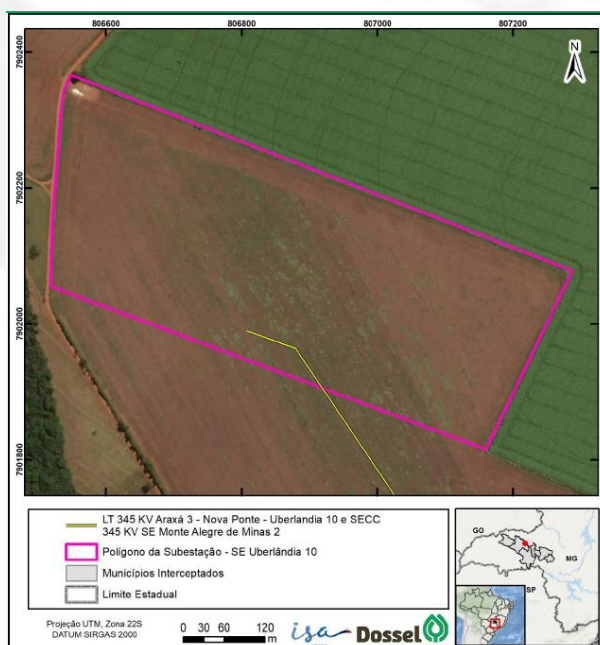 806600 806800 807000 807200
7902400
7902200
7902000
7901800
N
LT 345 KV Araxá 3 - Nova Ponte - Uberlandia 10 e SECC
345 KV SE Monte Alegre de Minas 2
Polígono da Subestação - SE Uberlândia 10
Municípios Interceptados
Limite Estadual
GO
MG
SP
Projeção UTM, Zona 22S
DATUM SIRGAS 2000
0 30 60 120
m
isa Dossel